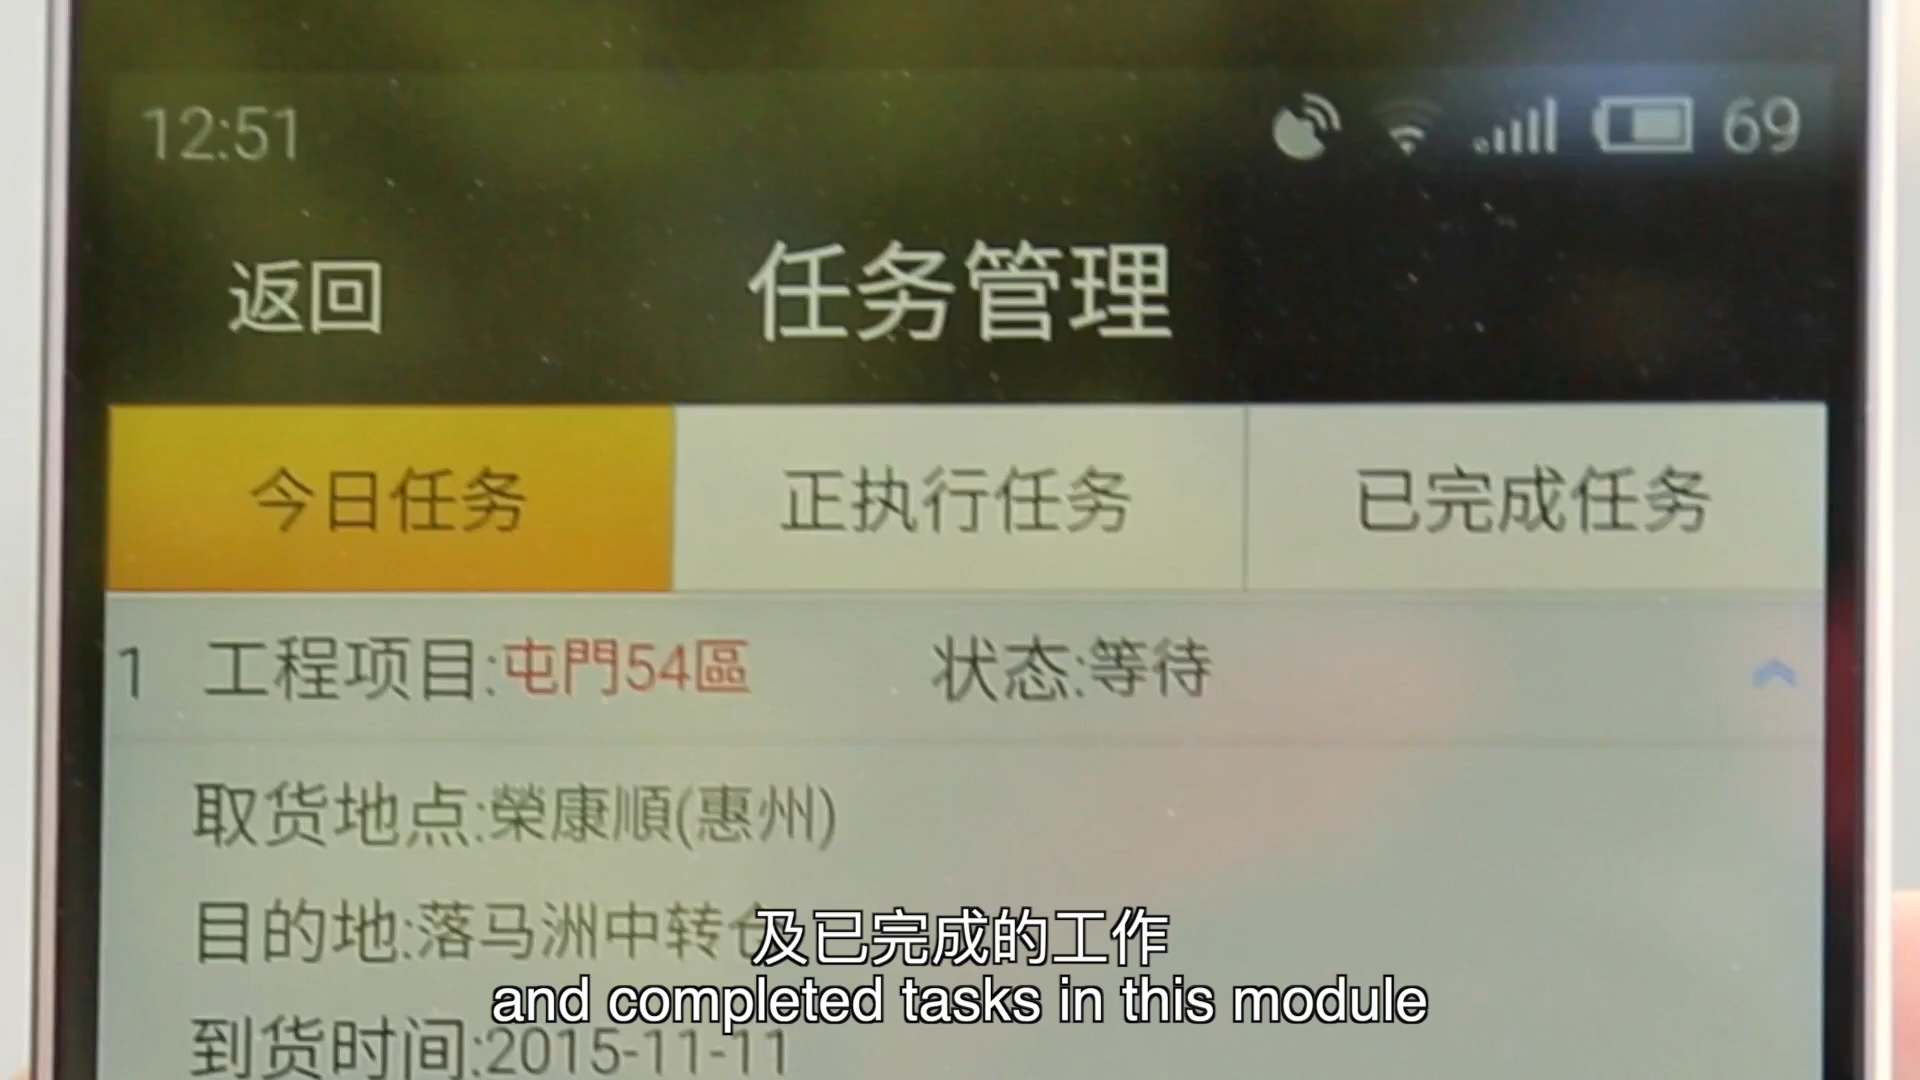 12:51 69
返回 任务管理
今日任务 正执行任务 已完成任务
1 工程项目:屯門54區 状态:等待
取货地点:榮康順(惠州)
目的地:落马洲中转仓
及已完成的工作
and completed tasks in this module
到货时间:2015-11-11